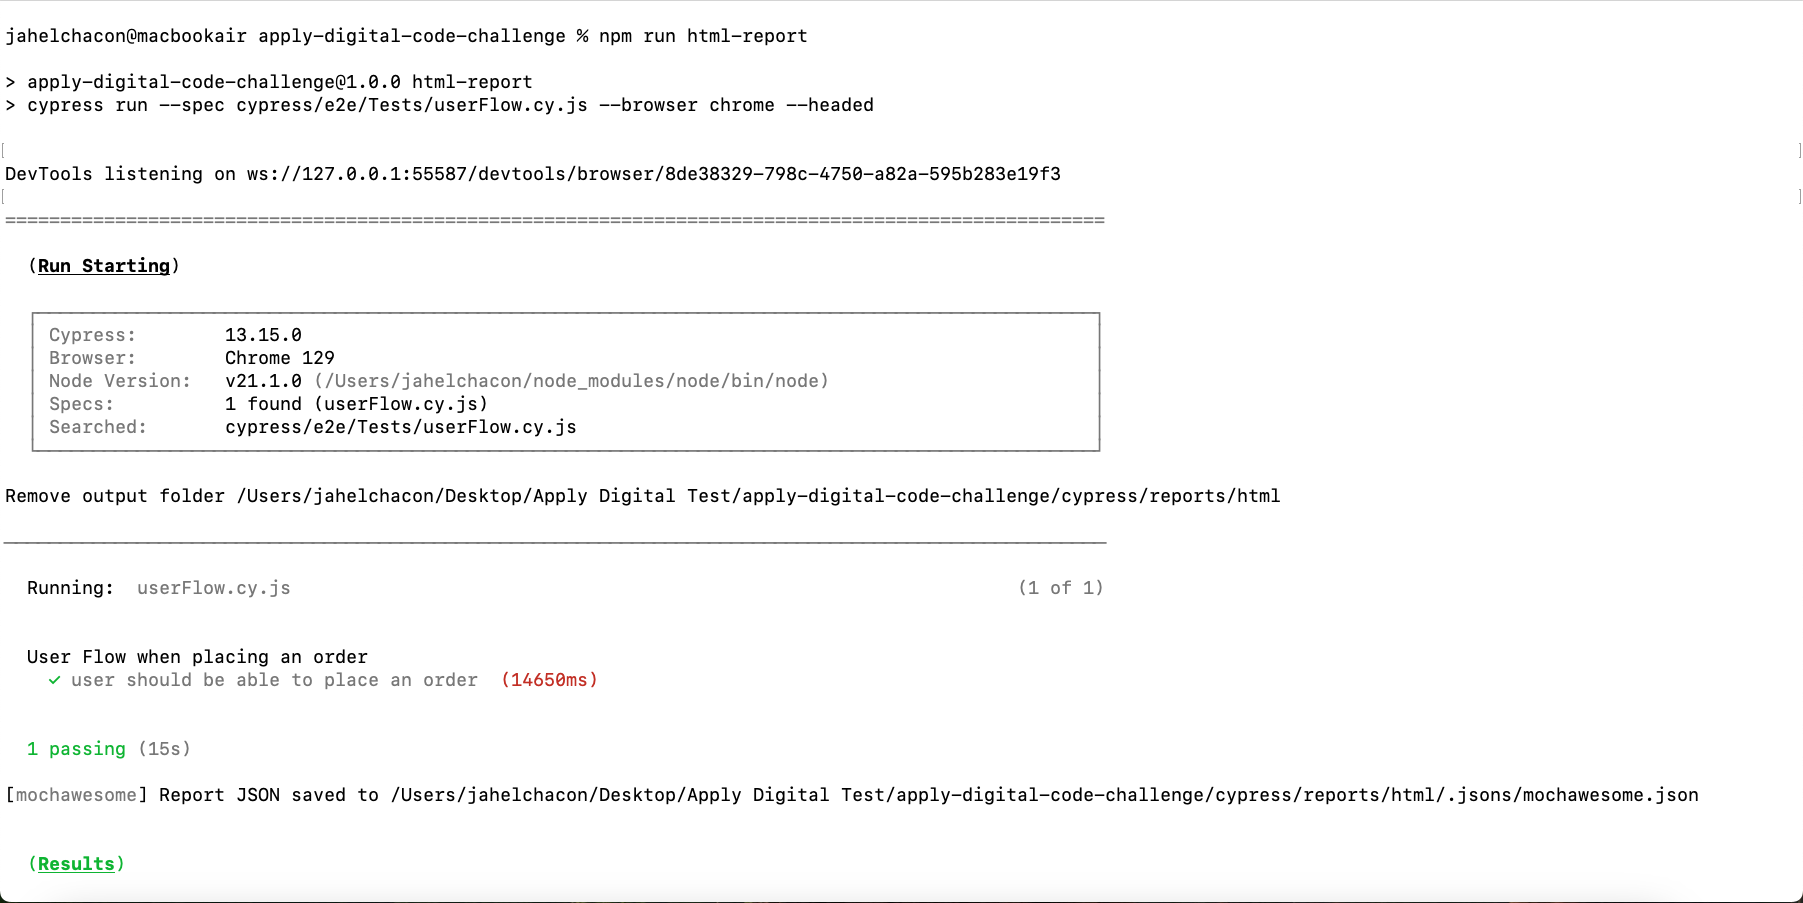 jahelchacon@macbookair apply-digital-code-challenge % npm run html-report
> apply-digital-code-challenge@1.0.0 html-report
> cypress run --spec cypress/e2e/Tests/userFlow.cy.js --browser chrome --headed
[ ]
DevTools listening on ws://127.0.0.1:55587/devtools/browser/8de38329-798c-4750-a82a-595b283e19f3
[ ]
====================================================================================================
(Run Starting)
Cypress: 13.15.0
Browser: Chrome 129
Node Version: v21.1.0 (/Users/jahelchacon/node_modules/node/bin/node)
Specs: 1 found (userFlow.cy.js)
Searched: cypress/e2e/Tests/userFlow.cy.js
Remove output folder /Users/jahelchacon/Desktop/Apply Digital Test/apply-digital-code-challenge/cypress/reports/html
Running: userFlow.cy.js (1 of 1)
User Flow when placing an order
✓ user should be able to place an order (14650ms)
1 passing (15s)
[mochawesome] Report JSON saved to /Users/jahelchacon/Desktop/Apply Digital Test/apply-digital-code-challenge/cypress/reports/html/.jsons/mochawesome.json
(Results)